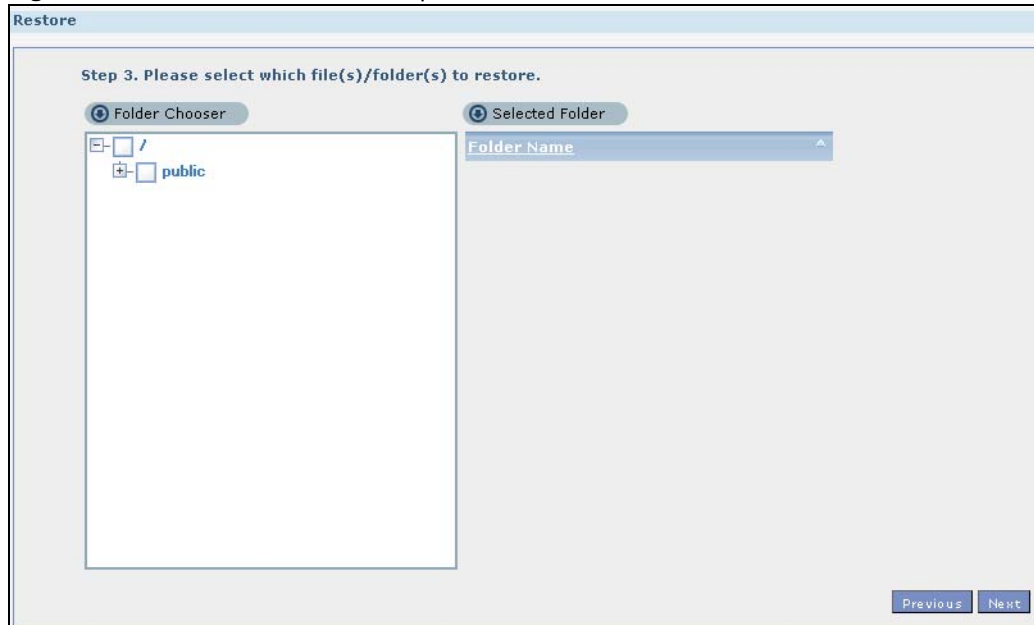 Restore
Step 3. Please select which file(s)/folder(s) to restore.
Folder Chooser
Selected Folder
/
public
Folder Name
Previous
Next